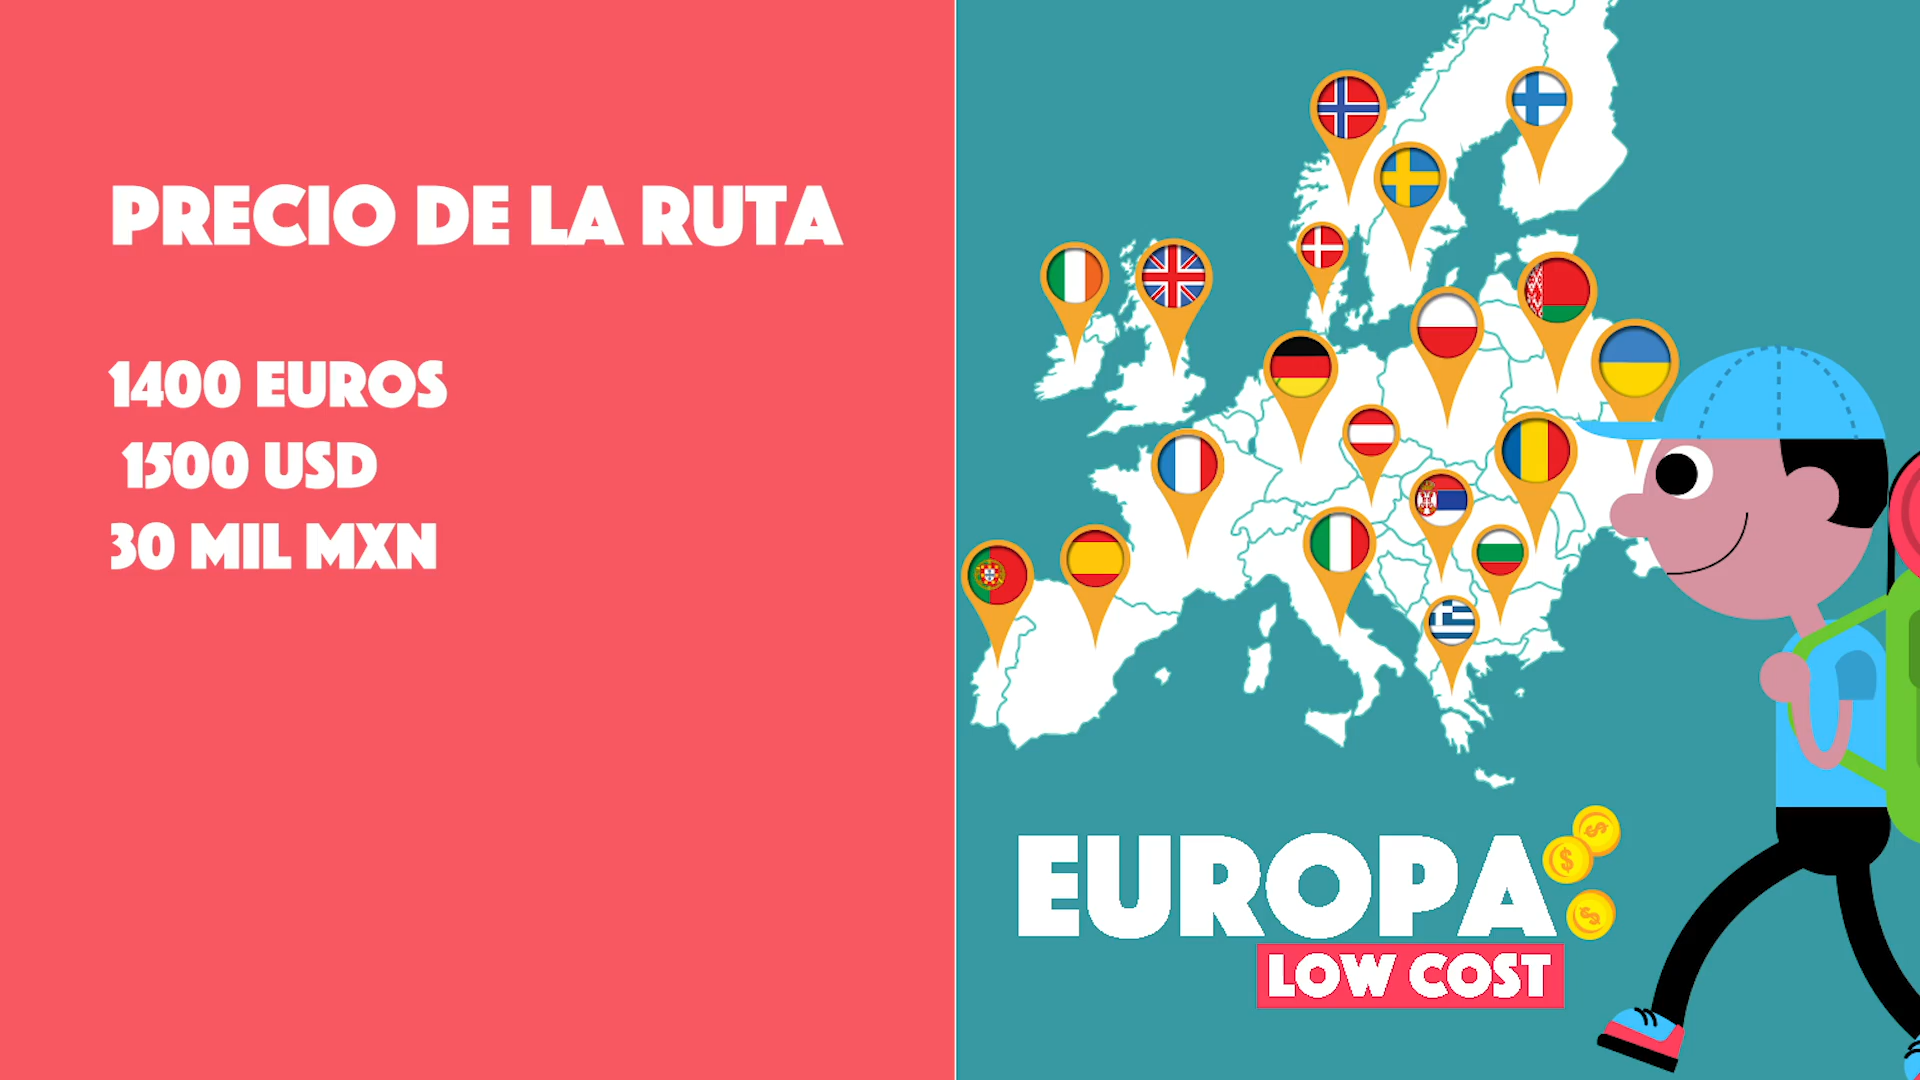 PRECIO DE LA RUTA
1400 EUROS
1500 USD
30 MIL MXN
EUROPA
LOW COST